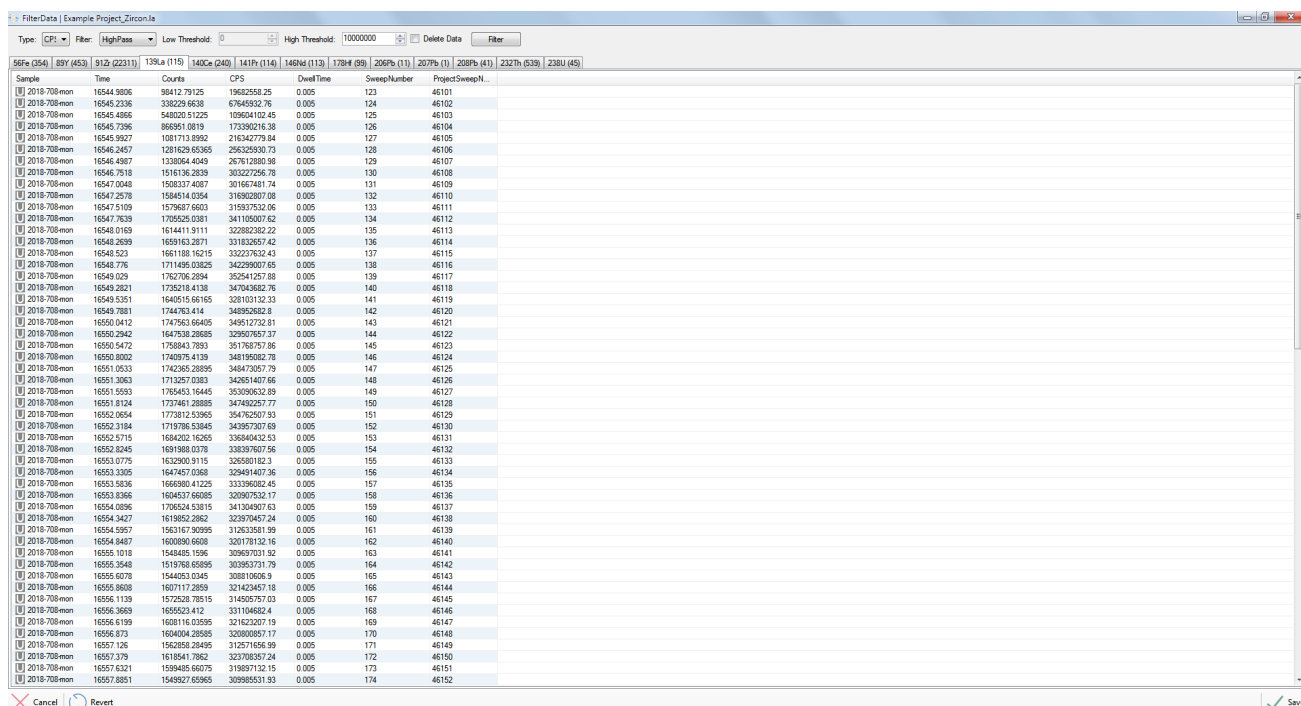 FilterData | Example Project_Zircon.la
Type: CP! Filter: HighPass Low Threshold: 0 High Threshold: 10000000 Delete Data Filter
56Fe (354) 89Y (453) 91Zr (22311) 139La (115) 140Ce (240) 141Pr (114) 146Nd (113) 178Hf (99) 206Pb (11) 207Pb (1) 208Pb (41) 232Th (539) 238U (45)
Sample Time Counts CPS DwellTime SweepNumber ProjectSweepN...
2018-708-mon 16544.9806 98412.79125 19682558.25 0.005 123 46101
2018-708-mon 16545.2336 338229.6638 67645932.76 0.005 124 46102
2018-708-mon 16545.4866 548020.51225 109604102.45 0.005 125 46103
2018-708-mon 16545.7396 866951.0819 173390216.38 0.005 126 46104
2018-708-mon 16545.9927 1081713.8992 216342779.84 0.005 127 46105
2018-708-mon 16546.2457 1281629.65365 256325930.73 0.005 128 46106
2018-708-mon 16546.4987 1338064.4049 267612880.98 0.005 129 46107
2018-708-mon 16546.7518 1516136.2839 303227256.78 0.005 130 46108
2018-708-mon 16547.0048 1508337.4087 301667481.74 0.005 131 46109
2018-708-mon 16547.2578 1584514.0354 316902807.08 0.005 132 46110
2018-708-mon 16547.5109 1579687.6603 315937532.06 0.005 133 46111
2018-708-mon 16547.7639 1705525.0381 341105007.62 0.005 134 46112
2018-708-mon 16548.0169 1614411.9111 322882382.22 0.005 135 46113
2018-708-mon 16548.2699 1659163.2871 331832657.42 0.005 136 46114
2018-708-mon 16548.523 1661188.16215 332237632.43 0.005 137 46115
2018-708-mon 16548.776 1711495.03825 342299007.65 0.005 138 46116
2018-708-mon 16549.029 1762706.2894 352541257.88 0.005 139 46117
2018-708-mon 16549.2821 1735218.4138 347043682.76 0.005 140 46118
2018-708-mon 16549.5351 1640515.66165 328103132.33 0.005 141 46119
2018-708-mon 16549.7881 1744763.414 348952682.8 0.005 142 46120
2018-708-mon 16550.0412 1747563.66405 349512732.81 0.005 143 46121
2018-708-mon 16550.2942 1647538.28685 329507657.37 0.005 144 46122
2018-708-mon 16550.5472 1758843.7893 351768757.86 0.005 145 46123
2018-708-mon 16550.8002 1740975.4139 348195082.78 0.005 146 46124
2018-708-mon 16551.0533 1742365.28895 348473057.79 0.005 147 46125
2018-708-mon 16551.3063 1713257.0383 342651407.66 0.005 148 46126
2018-708-mon 16551.5593 1765453.16445 353090632.89 0.005 149 46127
2018-708-mon 16551.8124 1737461.28885 347492257.77 0.005 150 46128
2018-708-mon 16552.0654 1773812.53965 354762507.93 0.005 151 46129
2018-708-mon 16552.3184 1719786.53845 343957307.69 0.005 152 46130
2018-708-mon 16552.5715 1684202.16265 336840432.53 0.005 153 46131
2018-708-mon 16552.8245 1691988.0378 338397607.56 0.005 154 46132
2018-708-mon 16553.0775 1632900.9115 326580182.3 0.005 155 46133
2018-708-mon 16553.3305 1647457.0368 329491407.36 0.005 156 46134
2018-708-mon 16553.5836 1666980.41225 333396082.45 0.005 157 46135
2018-708-mon 16553.8366 1604537.66085 320907532.17 0.005 158 46136
2018-708-mon 16554.0896 1706524.53815 341304907.63 0.005 159 46137
2018-708-mon 16554.3427 1619852.2862 323970457.24 0.005 160 46138
2018-708-mon 16554.5957 1563167.90995 312633581.99 0.005 161 46139
2018-708-mon 16554.8487 1600890.6608 320178132.16 0.005 162 46140
2018-708-mon 16555.1018 1548485.1596 309697031.92 0.005 163 46141
2018-708-mon 16555.3548 1519768.65895 303953731.79 0.005 164 46142
2018-708-mon 16555.6078 1544053.0345 308810606.9 0.005 165 46143
2018-708-mon 16555.8608 1607117.2859 321423457.18 0.005 166 46144
2018-708-mon 16556.1139 1572528.78515 314505757.03 0.005 167 46145
2018-708-mon 16556.3669 1655523.412 331104682.4 0.005 168 46146
2018-708-mon 16556.6199 1608116.03595 321623207.19 0.005 169 46147
2018-708-mon 16556.873 1604004.28585 320800857.17 0.005 170 46148
2018-708-mon 16557.126 1562858.28495 312571656.99 0.005 171 46149
2018-708-mon 16557.379 1618541.7862 323708357.24 0.005 172 46150
2018-708-mon 16557.6321 1599485.66075 319897132.15 0.005 173 46151
2018-708-mon 16557.8851 1549927.65965 309985531.93 0.005 174 46152
Cancel Revert Save